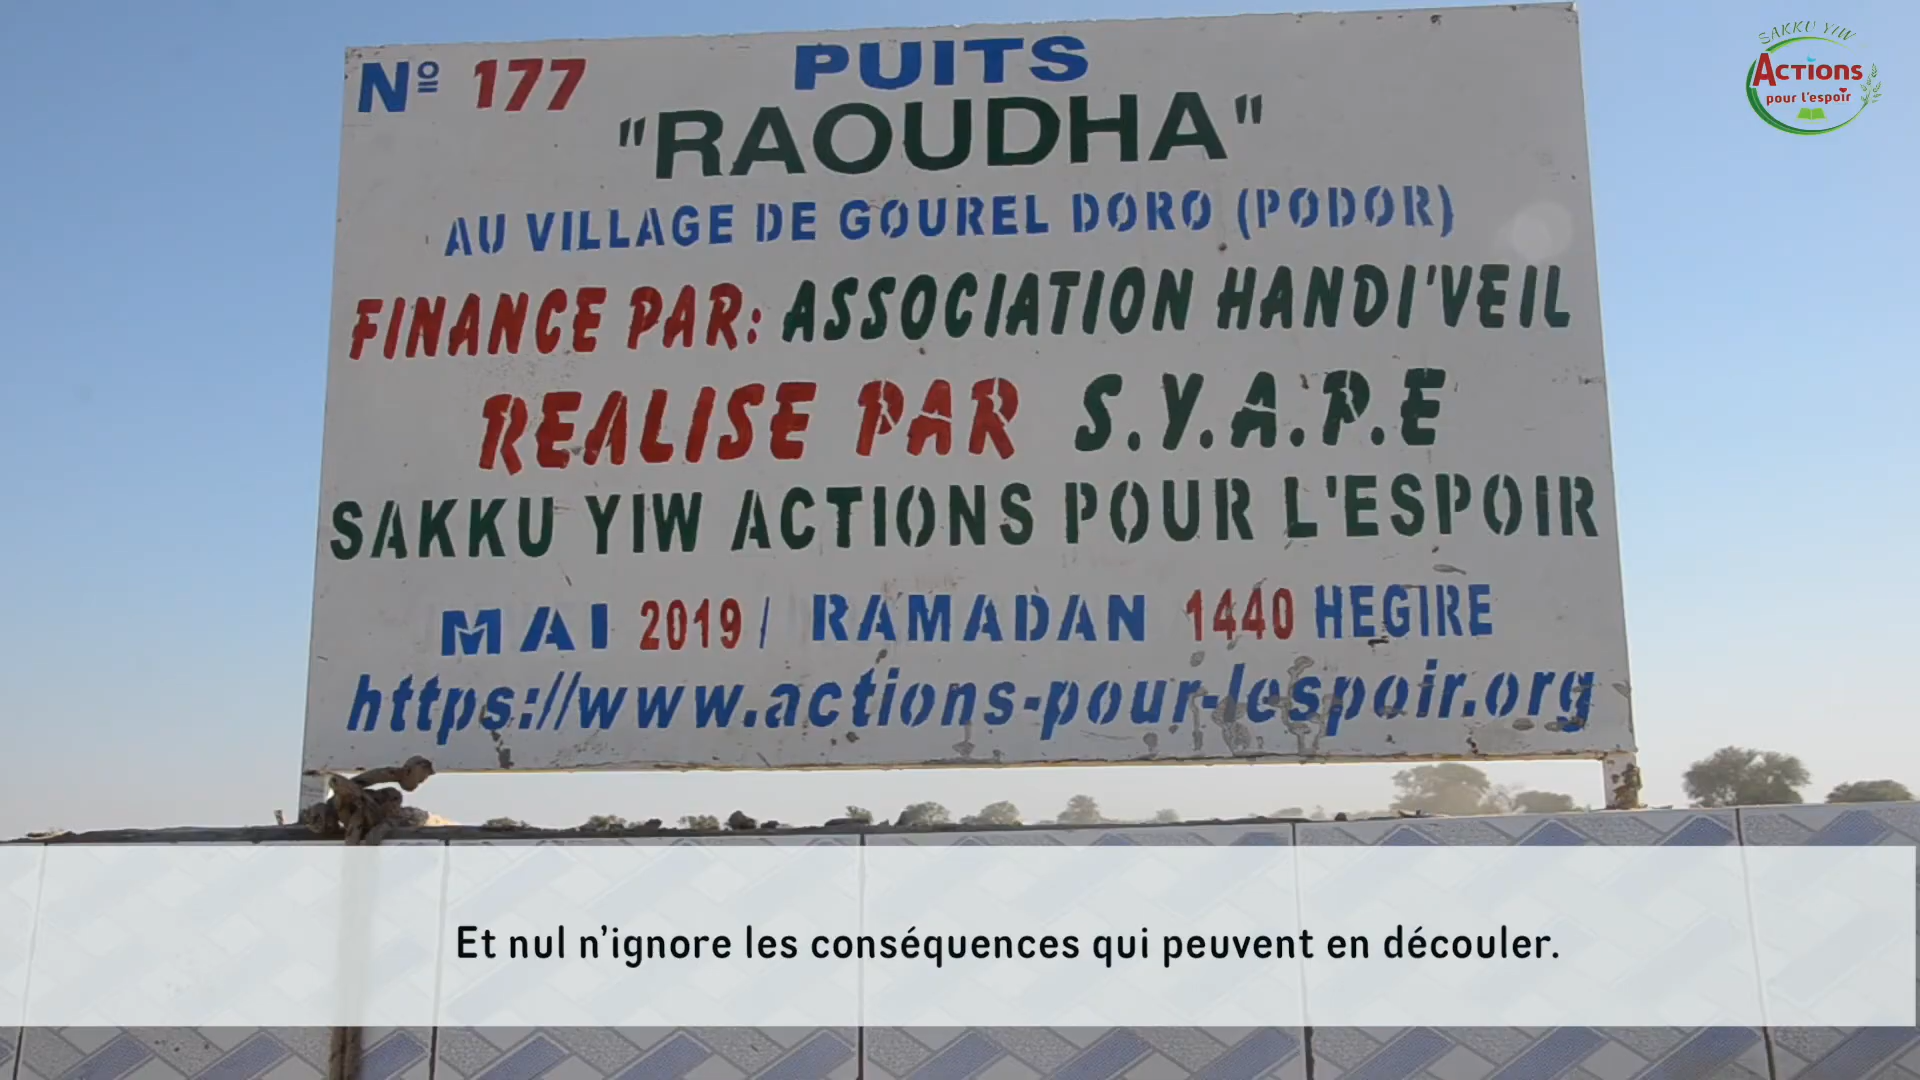 SAKKU YIW
ACTIONS
pour l'espoir
Nº 177
PUITS
"RAOUDHA"
AU VILLAGE DE GOUREL DORO (PODOR)
FINANCE PAR: ASSOCIATION HANDI'VEIL
REALISE PAR S.Y.A.P.E
SAKKU YIW ACTIONS POUR L'ESPOIR
MAI 2019 / RAMADAN 1440 HEGIRE
https://www.actions-pour-lespoir.org
Et nul n'ignore les conséquences qui peuvent en découler.